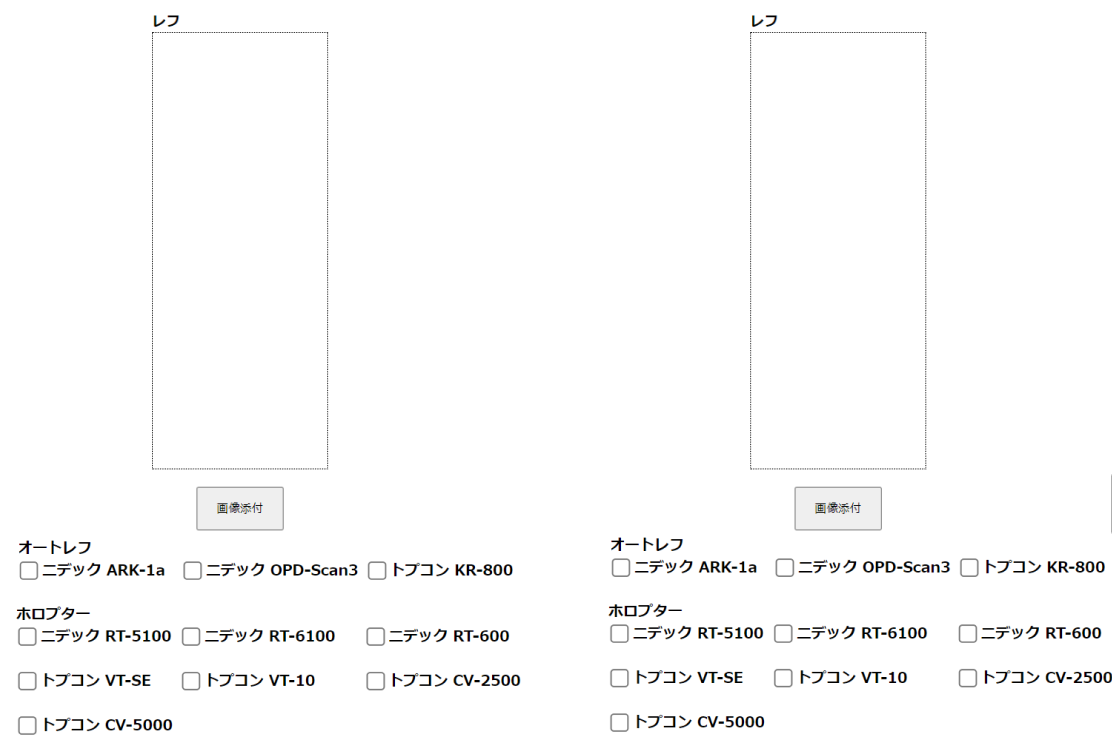 レフ
画像添付
オートレフ
ニデック ARK-1a ニデック OPD-Scan3 トプコン KR-800
ホロプター
ニデック RT-5100 ニデック RT-6100 ニデック RT-600
トプコン VT-SE トプコン VT-10 トプコン CV-2500
トプコン CV-5000
レフ
画像添付
オートレフ
ニデック ARK-1a ニデック OPD-Scan3 トプコン KR-800
ホロプター
ニデック RT-5100 ニデック RT-6100 ニデック RT-600
トプコン VT-SE トプコン VT-10 トプコン CV-2500
トプコン CV-5000